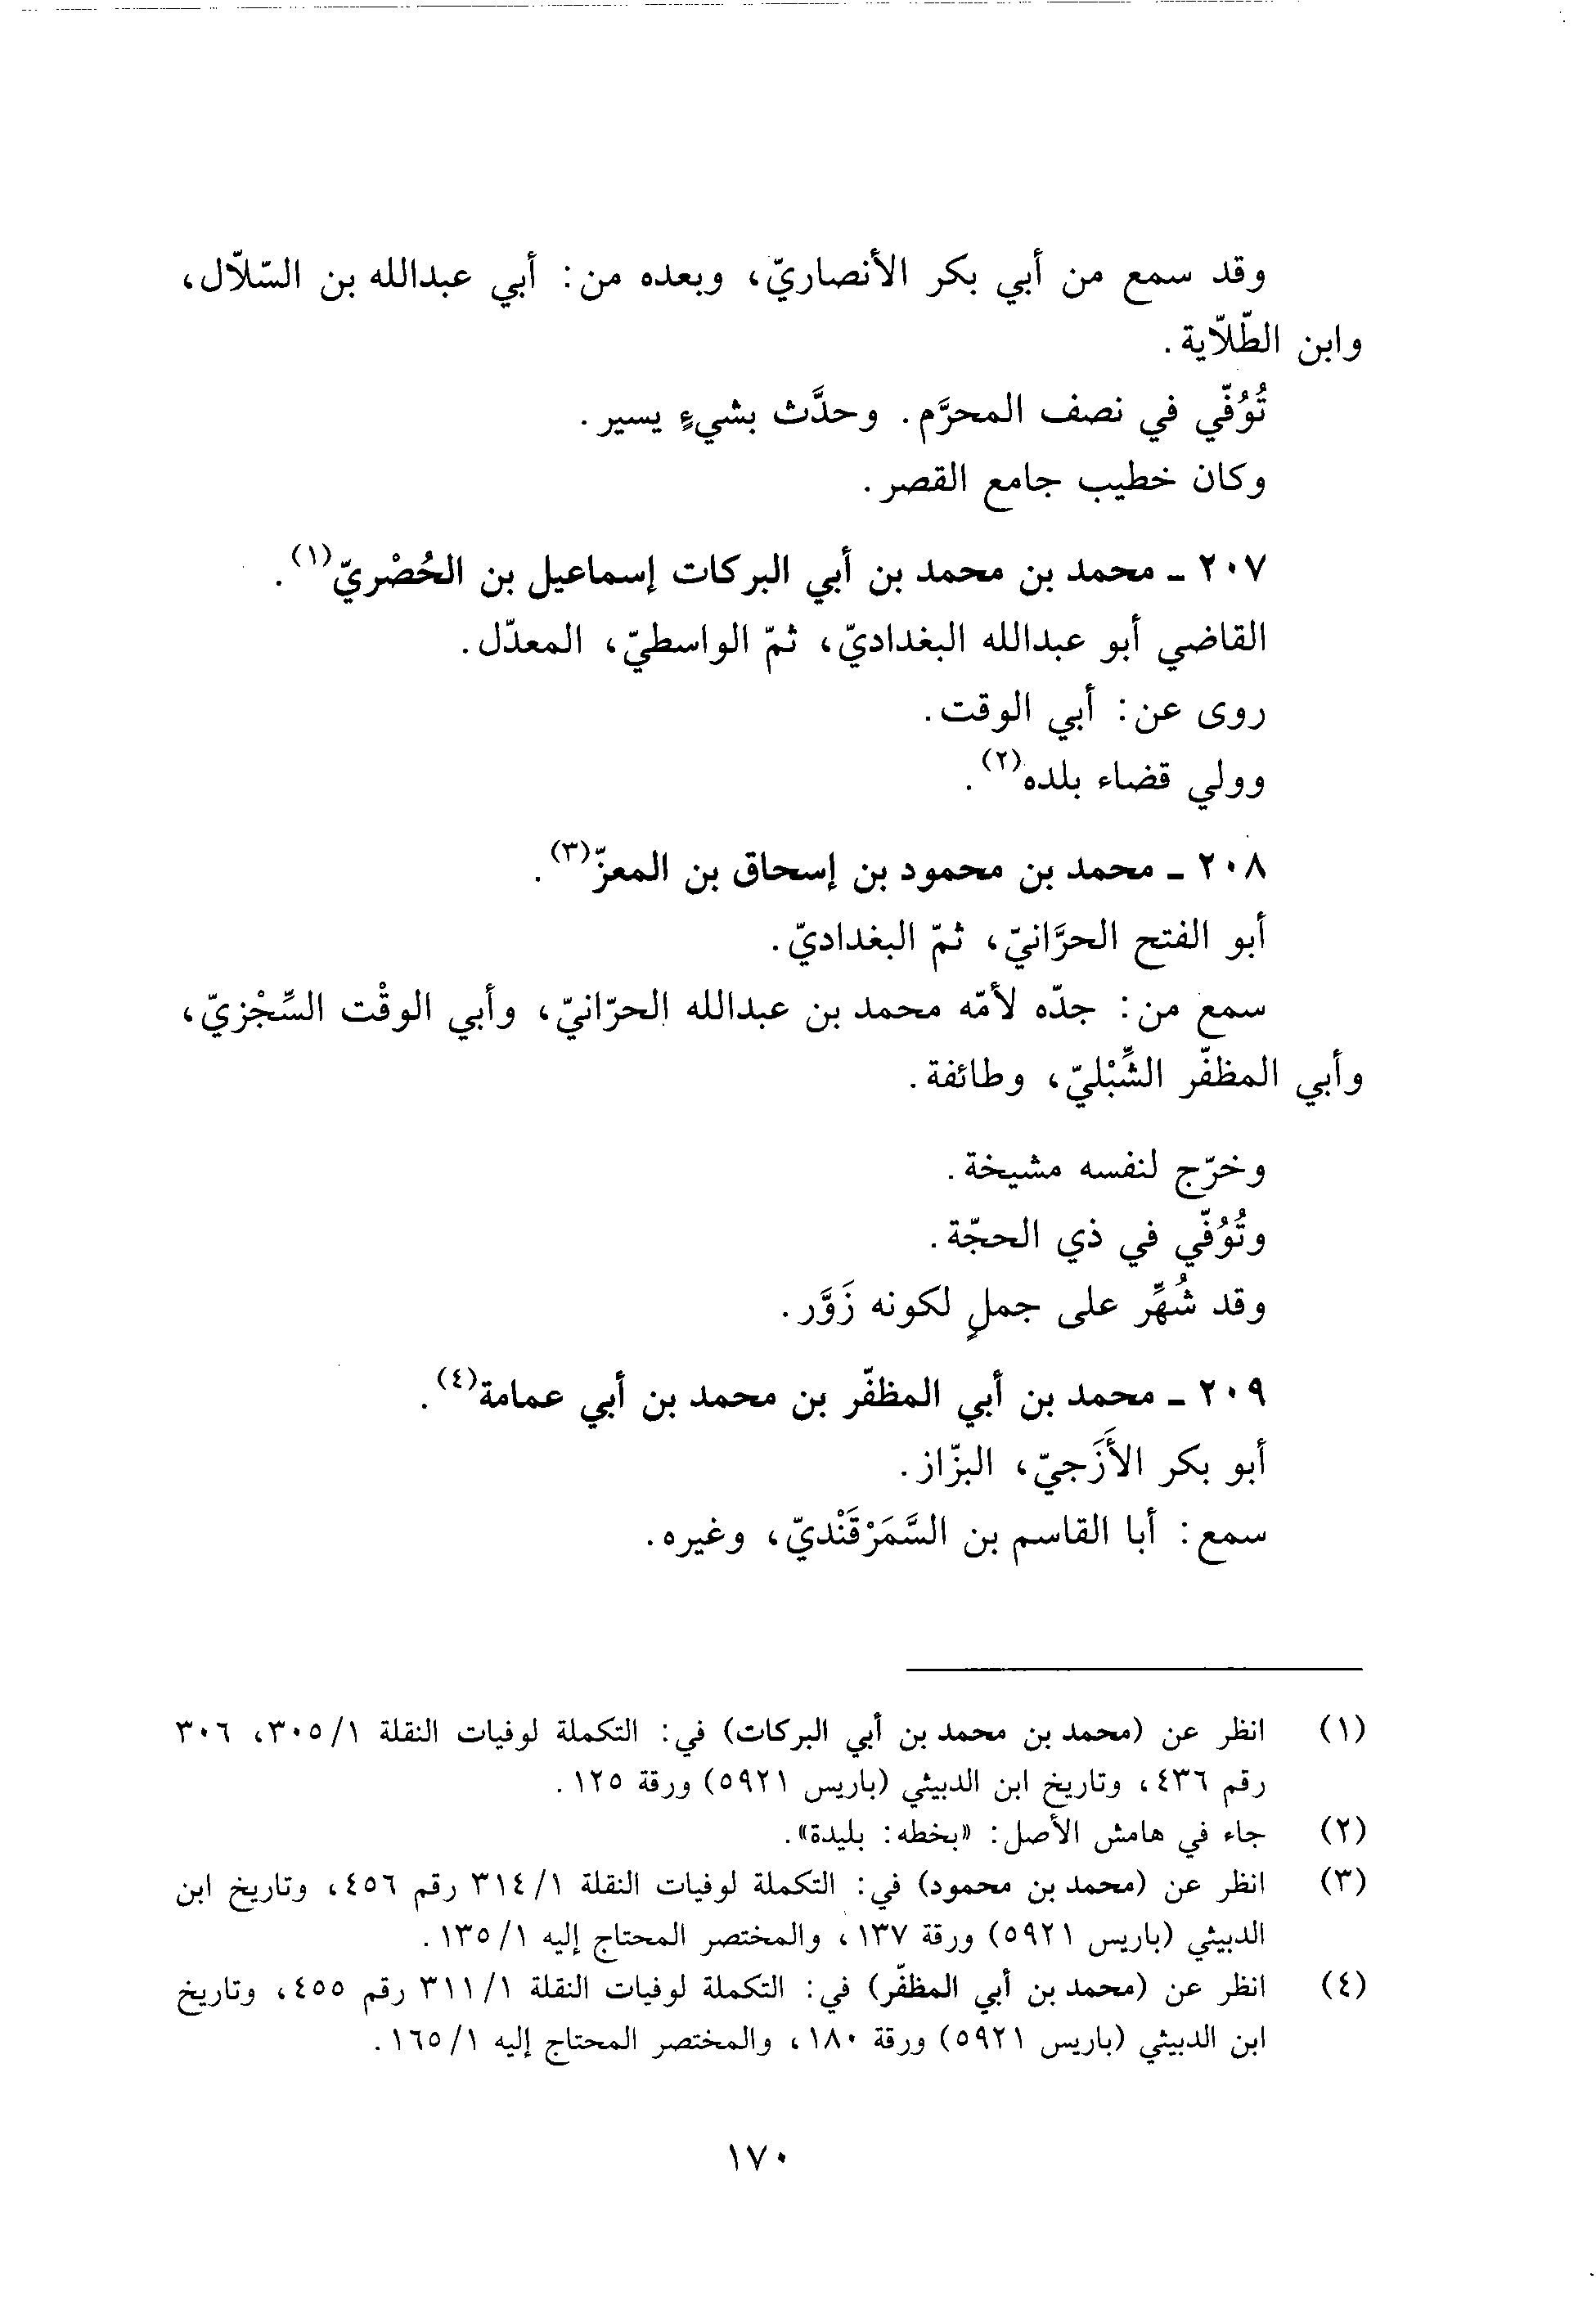 وقد سمع من أبي بكر الأنصاريّ، وبعده من: أبي عبدالله بن السّلاّل،
وابن الطّلاّية.
تُوُفّي في نصف المحرَّم. وحدَّث بشيءٍ يسير.
وكان خطيب جامع القصر.
٢٠٧ ـ محمد بن محمد بن أبي البركات إسماعيل بن الحُصْريّ(١).
القاضي أبو عبدالله البغداديّ، ثمّ الواسطيّ، المعدّل.
روى عن: أبي الوقت.
وولي قضاء بلده(٢).
٢٠٨ ـ محمد بن محمود بن إسحاق بن المعزّ(٣).
أبو الفتح الحرَّانيّ، ثمّ البغداديّ.
سمع من: جدّه لأمّه محمد بن عبدالله الحرّانيّ، وأبي الوقْت السِّجْزيّ،
وأبي المظفّر الشِّبْليّ، وطائفة.
وخرّج لنفسه مشيخة.
وتُوُفّي في ذي الحجّة.
وقد شُهِّر على جملٍ لكونه زَوَّر.
٢٠٩ ـ محمد بن أبي المظفّر بن محمد بن أبي عمامة(٤).
أبو بكر الأَزَجيّ، البزّاز.
سمع: أبا القاسم بن السَّمَرْقَنْديّ، وغيره.
(١) انظر عن (محمد بن محمد بن أبي البركات) في: التكملة لوفيات النقلة ١/ ٣٠٥، ٣٠٦
رقم ٤٣٦، وتاريخ ابن الدبيثي (باريس ٥٩٢١) ورقة ١٢٥.
(٢) جاء في هامش الأصل: «بخطه: بليدة».
(٣) انظر عن (محمد بن محمود) في: التكملة لوفيات النقلة ١/ ٣١٤ رقم ٤٥٦، وتاريخ ابن
الدبيثي (باريس ٥٩٢١) ورقة ١٣٧، والمختصر المحتاج إليه ١/ ١٣٥.
(٤) انظر عن (محمد بن أبي المظفّر) في: التكملة لوفيات النقلة ١/ ٣١١ رقم ٤٥٥، وتاريخ
ابن الدبيثي (باريس ٥٩٢١) ورقة ١٨٠، والمختصر المحتاج إليه ١/ ١٦٥.
١٧٠